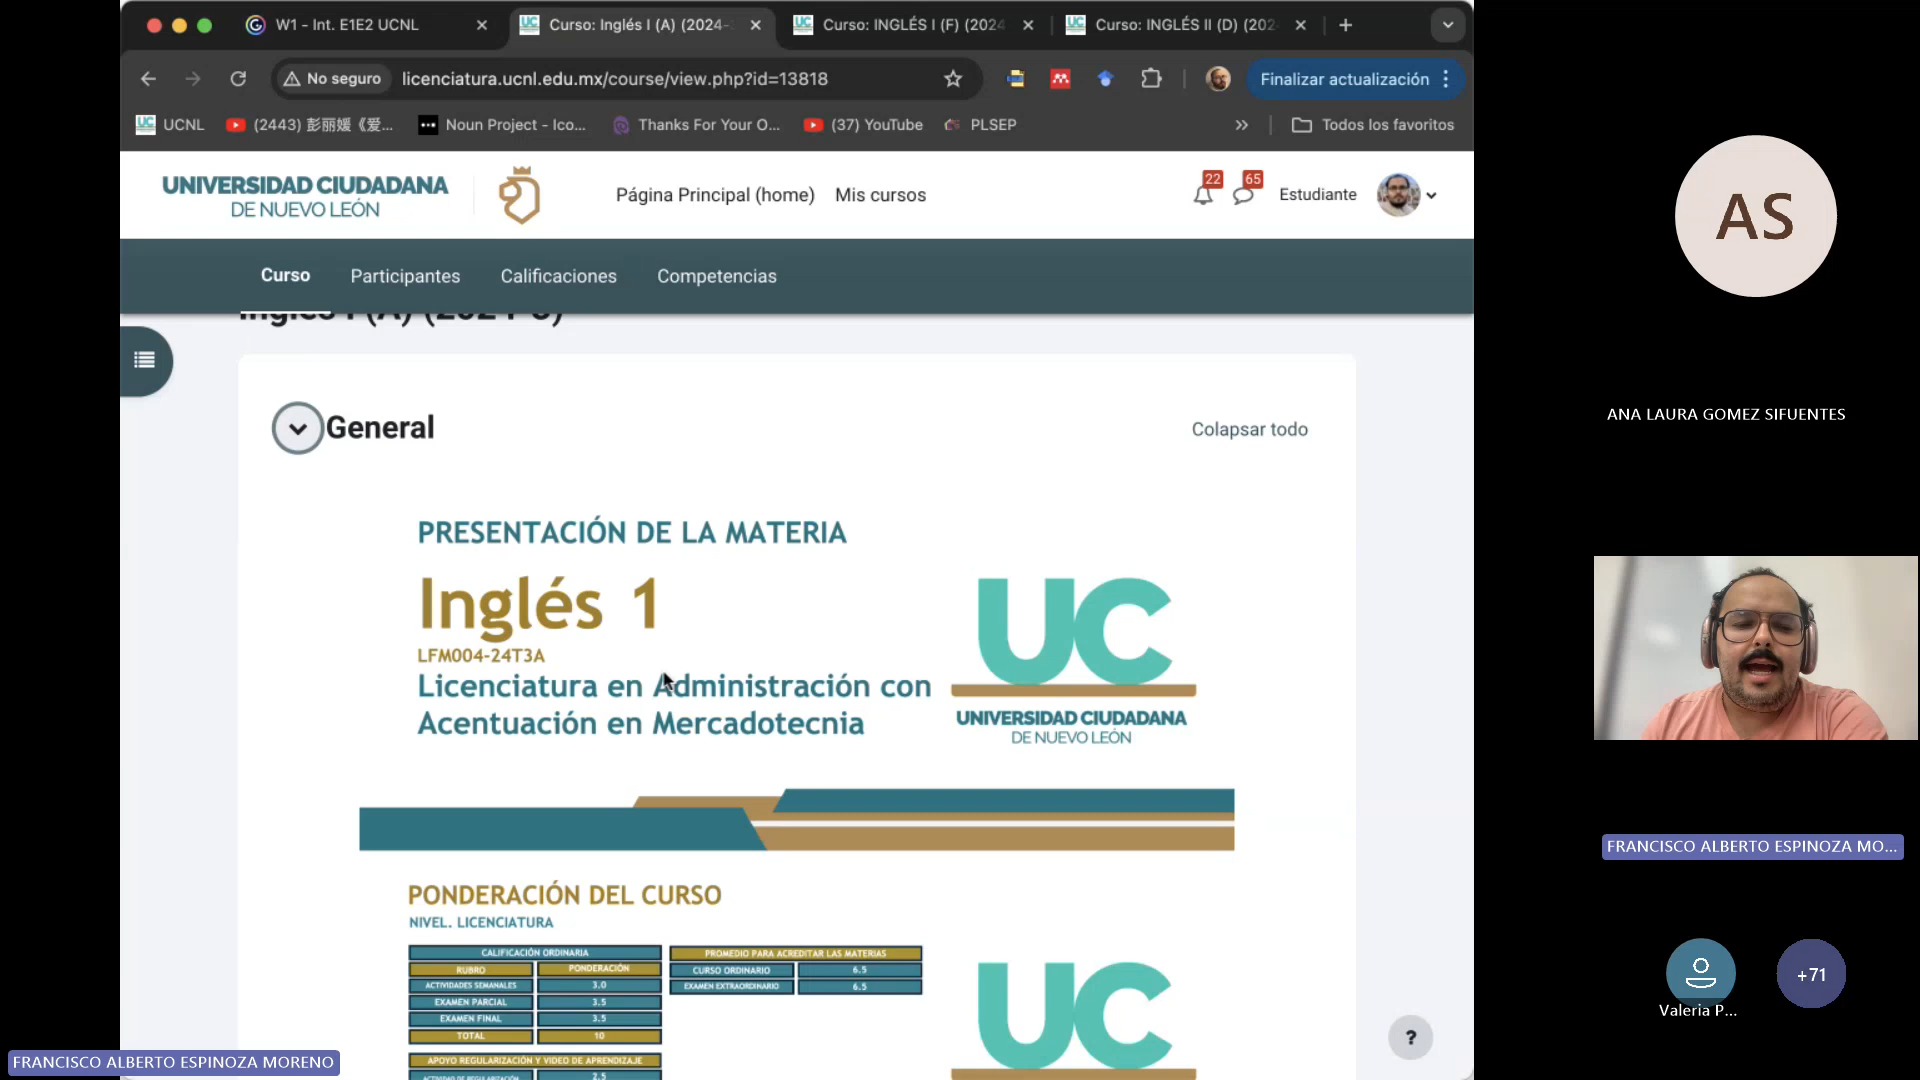 W1 - Int. E1E2 UCNL
Curso: Inglés I (A) (2024-
Curso: INGLÉS I (F) (2024
Curso: INGLÉS II (D) (202
No seguro
licenciatura.ucnl.edu.mx/course/view.php?id=13818
Finalizar actualización
UCNL
(2443) 彭丽媛《爱...
Noun Project - Ico...
Thanks For Your O...
(37) YouTube
PLSEP
Todos los favoritos
UNIVERSIDAD CIUDADANA
DE NUEVO LEÓN
Página Principal (home)
Mis cursos
22
65
Estudiante
Curso
Participantes
Calificaciones
Competencias
Inglés I (A) (2024-3)
General
Colapsar todo
PRESENTACIÓN DE LA MATERIA
Inglés 1
LFM004-24T3A
Licenciatura en Administración con
Acentuación en Mercadotecnia
UC
UNIVERSIDAD CIUDADANA
DE NUEVO LEÓN
PONDERACIÓN DEL CURSO
NIVEL. LICENCIATURA
CALIFICACIÓN ORDINARIA
RUBRO PONDERACIÓN
ACTIVIDADES SEMANALES 3.0
EXAMEN PARCIAL 3.5
EXAMEN FINAL 3.5
TOTAL 10
APOYO REGULARIZACIÓN Y VIDEO DE APRENDIZAJE
ACTIVIDAD DE REGULARIZACIÓN 2.5
PROMEDIO PARA ACREDITAR LAS MATERIAS
CURSO ORDINARIO 6.5
EXAMEN EXTRAORDINARIO 6.5
UC
?
FRANCISCO ALBERTO ESPINOZA MORENO
AS
ANA LAURA GOMEZ SIFUENTES
FRANCISCO ALBERTO ESPINOZA MO...
Valeria P...
+71